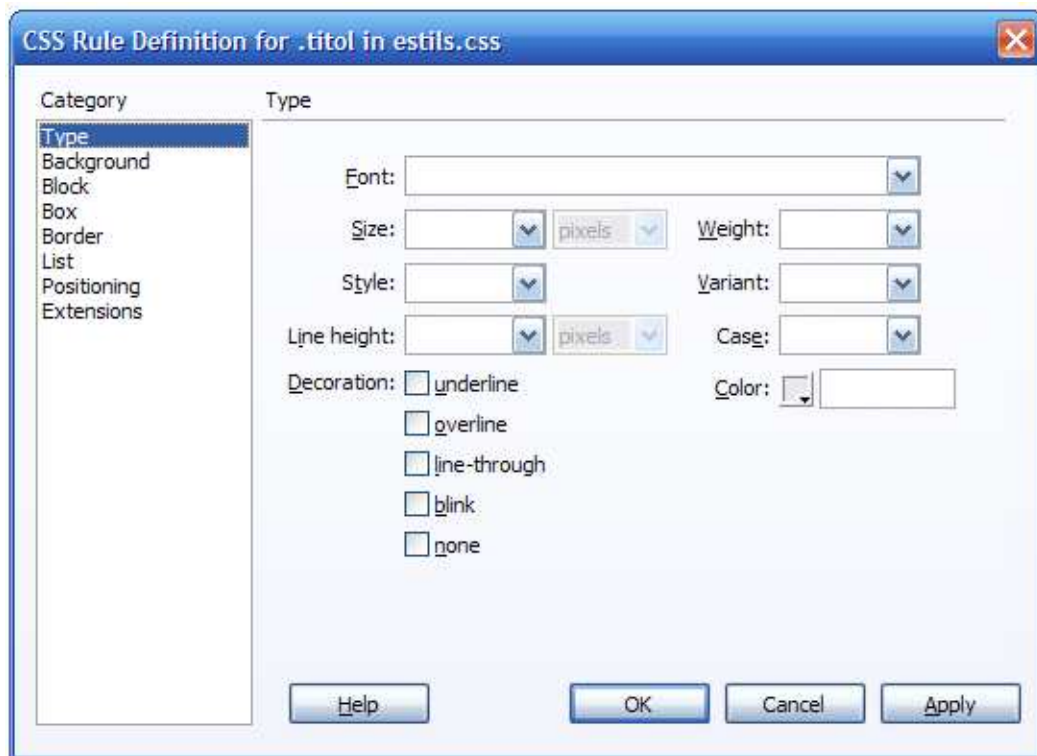 CSS Rule Definition for .titol in estils.css
Category
Type
Type
Background
Block
Box
Border
List
Positioning
Extensions
Font:
Size: pixels Weight:
Style: Variant:
Line height: pixels Case:
Decoration: underline Color:
overline
line-through
blink
none
Help OK Cancel Apply